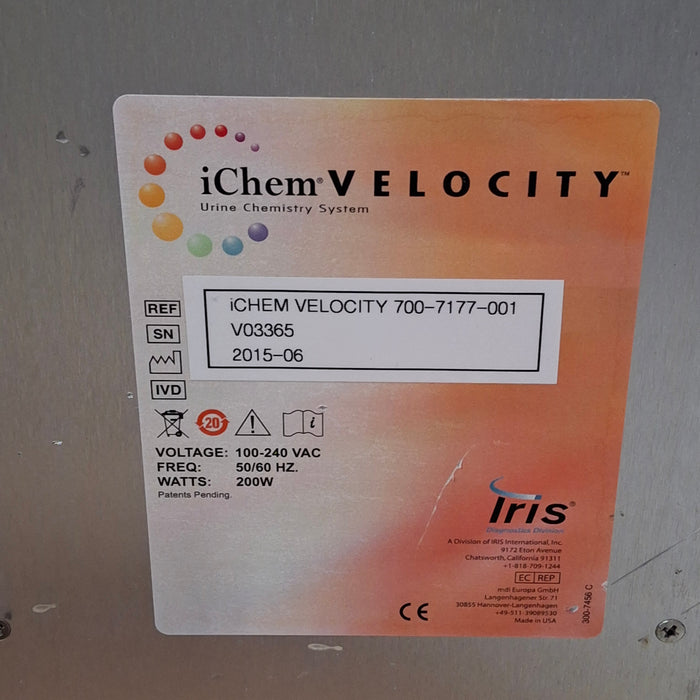 iChem® VELOCITY™
Urine Chemistry System
REF iCHEM VELOCITY 700-7177-001
SN V03365
2015-06
IVD
20
i
VOLTAGE: 100-240 VAC
FREQ: 50/60 HZ.
WATTS: 200W
Patents Pending.
Iris®
Diagnostics Division
A Division of IRIS International, Inc.
9172 Eton Avenue
Chatsworth, California 91311
+1-818-709-1244
EC REP
mdi Europa GmbH
Langenhagener Str. 71
30855 Hannover-Langenhagen
+49-511-39089530
Made in USA
CE
300-7456 C